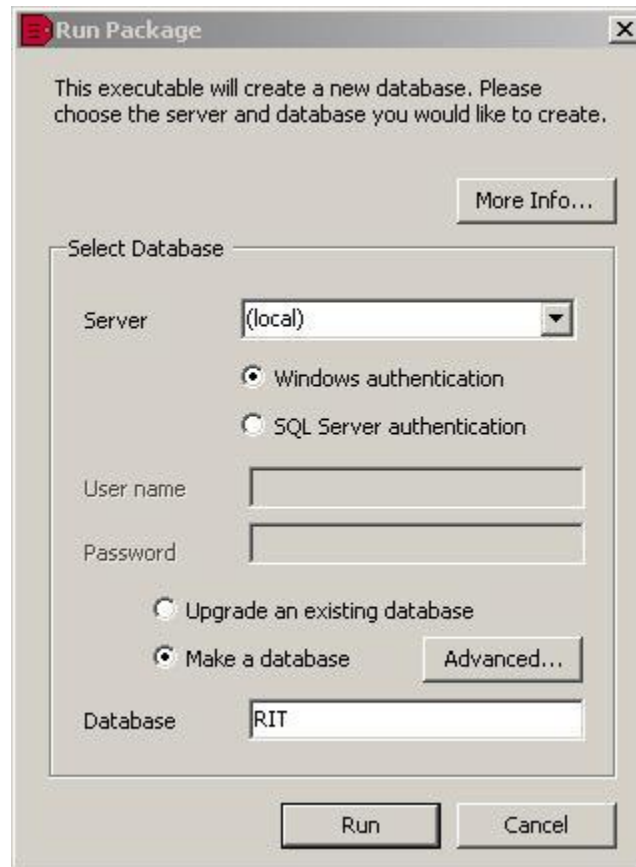 Run Package
This executable will create a new database. Please
choose the server and database you would like to create.
More Info...
Select Database
Server (local)
Windows authentication
SQL Server authentication
User name
Password
Upgrade an existing database
Make a database Advanced...
Database RIT
Run Cancel